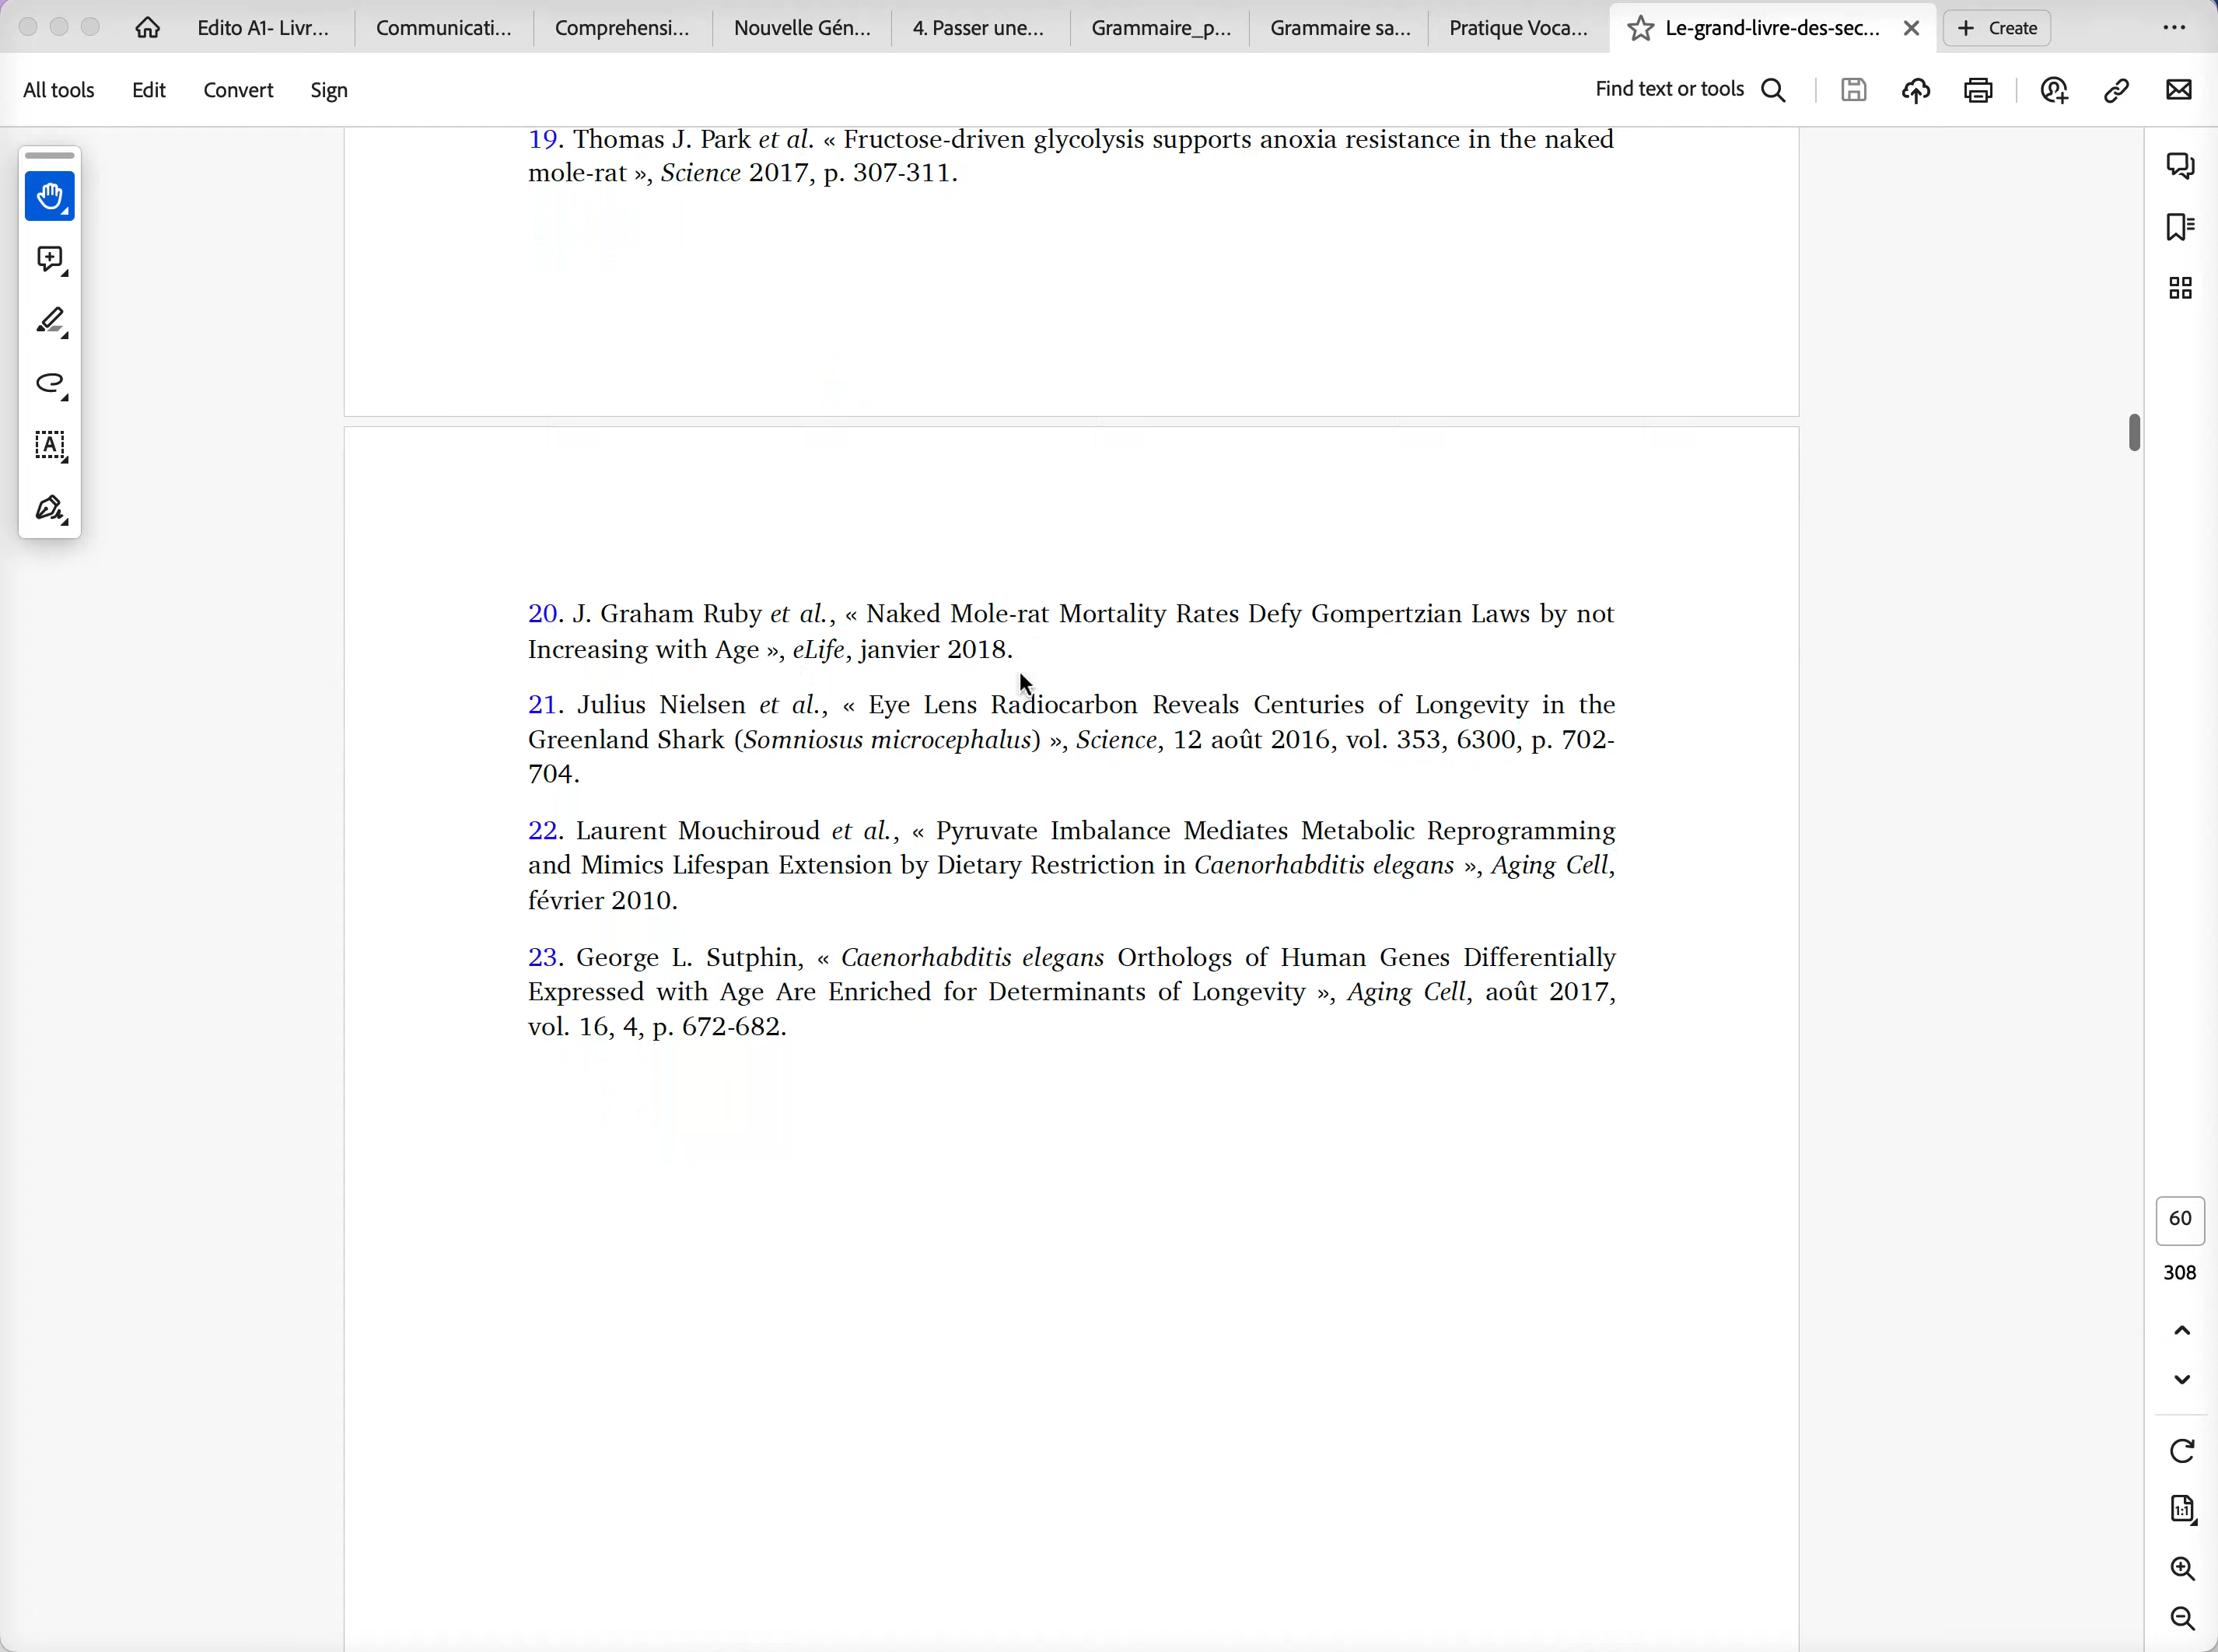 Edito A1- Livr...
Communicati...
Comprehensi...
Nouvelle Gén...
4. Passer une...
Grammaire_p...
Grammaire sa...
Pratique Voca...
Le-grand-livre-des-sec...
Create
All tools
Edit
Convert
Sign
Find text or tools
19. Thomas J. Park et al. « Fructose-driven glycolysis supports anoxia resistance in the naked
mole-rat », Science 2017, p. 307-311.
20. J. Graham Ruby et al., « Naked Mole-rat Mortality Rates Defy Gompertzian Laws by not
Increasing with Age », eLife, janvier 2018.
21. Julius Nielsen et al., « Eye Lens Radiocarbon Reveals Centuries of Longevity in the
Greenland Shark (Somniosus microcephalus) », Science, 12 août 2016, vol. 353, 6300, p. 702-
704.
22. Laurent Mouchiroud et al., « Pyruvate Imbalance Mediates Metabolic Reprogramming
and Mimics Lifespan Extension by Dietary Restriction in Caenorhabditis elegans », Aging Cell,
février 2010.
23. George L. Sutphin, « Caenorhabditis elegans Orthologs of Human Genes Differentially
Expressed with Age Are Enriched for Determinants of Longevity », Aging Cell, août 2017,
vol. 16, 4, p. 672-682.
60
308
1:1